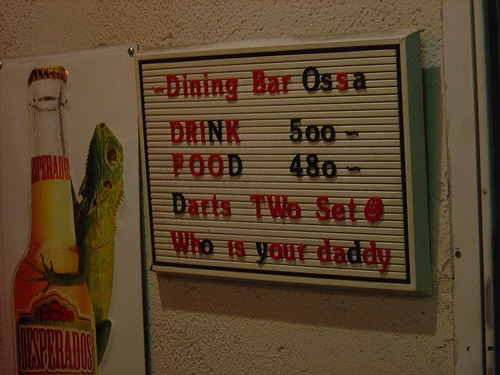 ~Dining Bar Ossa
DRINK 500~
FOOD 480~
Darts TWo Set
Who is your daddy
DESPERADOS